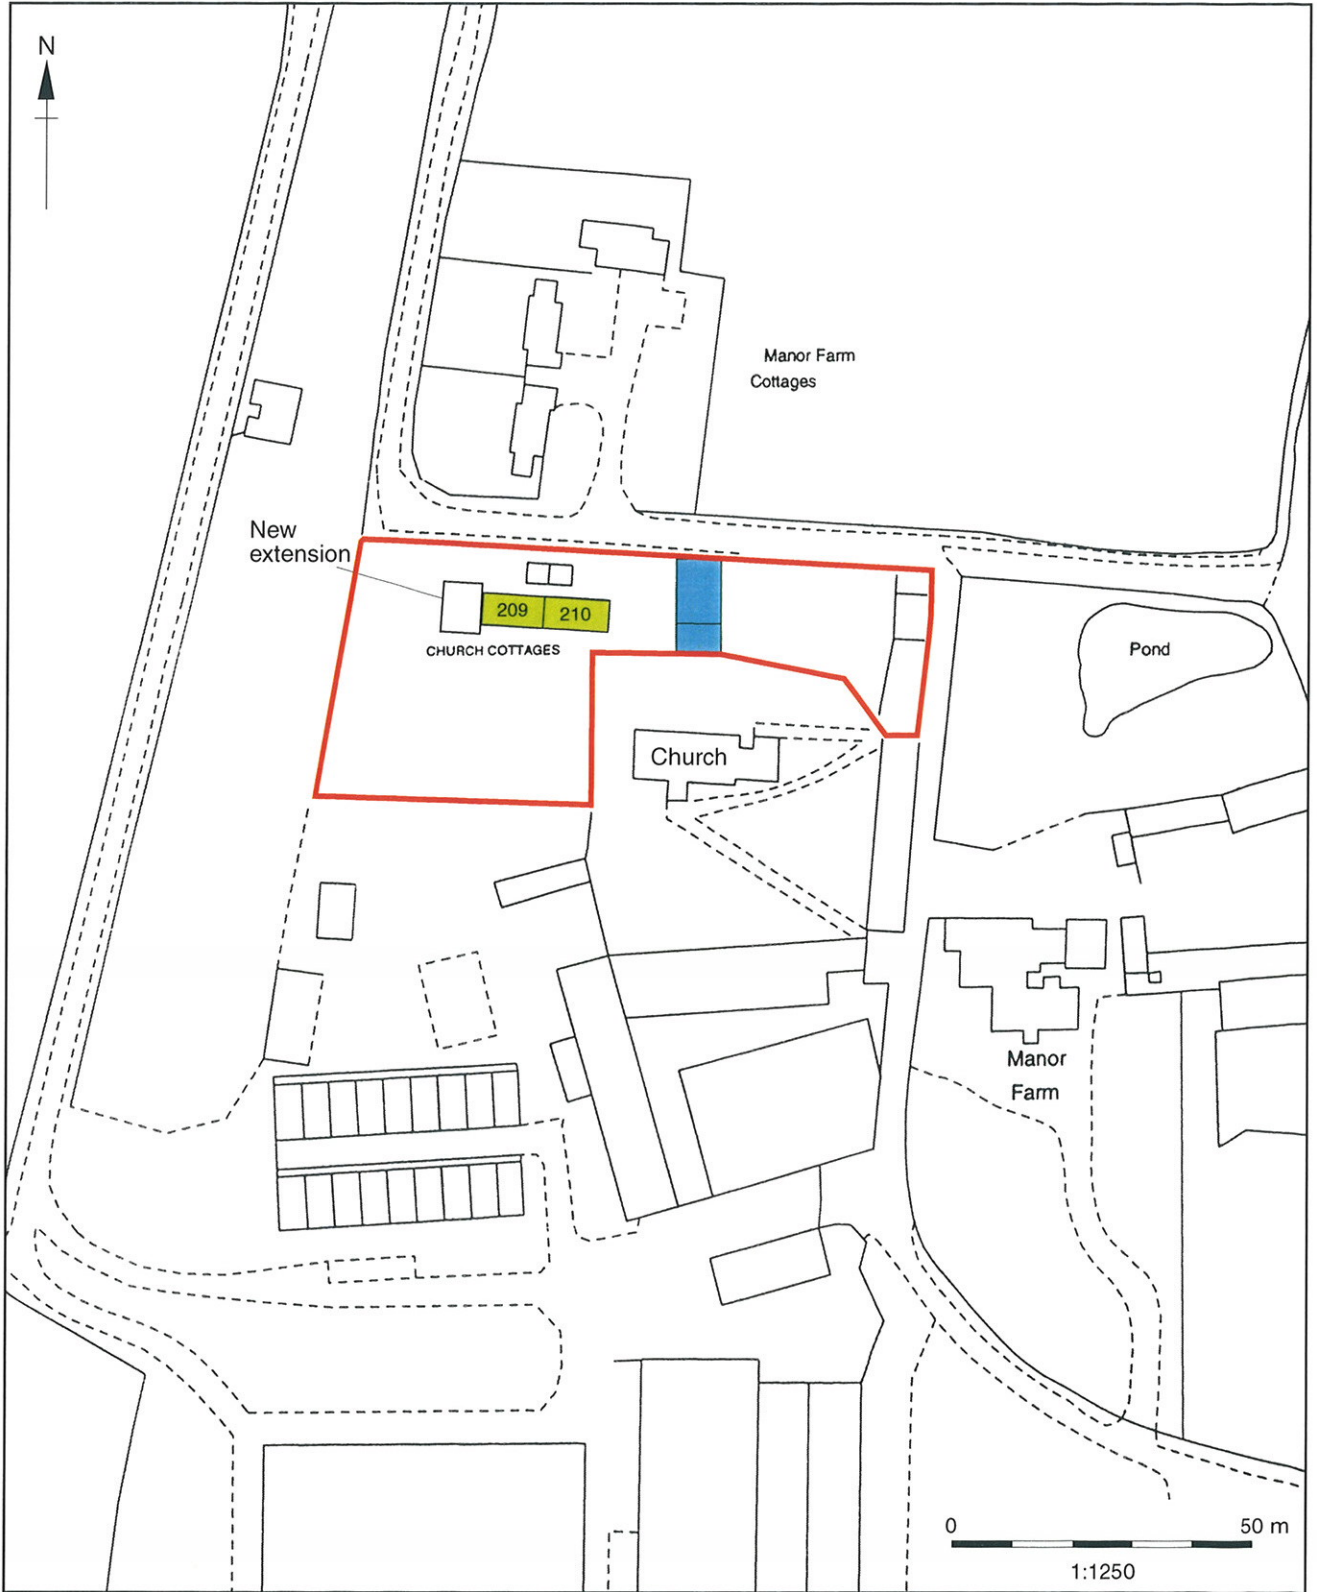 N
Manor Farm
Cottages
New
extension
209 210
CHURCH COTTAGES
Pond
Church
Manor
Farm
0 50 m
1:1250